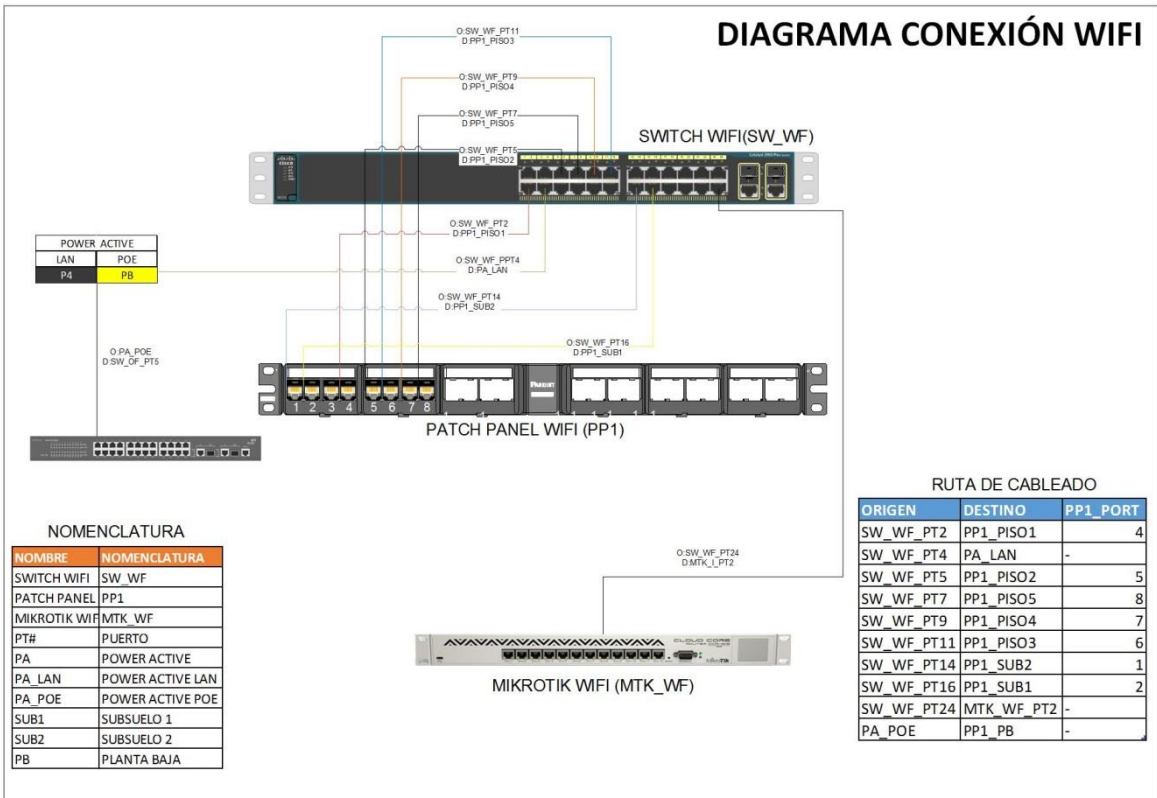 DIAGRAMA CONEXIÓN WIFI
O:SW_WF_PT11
D:PP1_PISO3
O:SW_WF_PT9
D:PP1_PISO4
O:SW_WF_PT7
D:PP1_PISO5
O:SW_WF_PT5
D:PP1_PISO2
SWITCH WIFI(SW_WF)
O:SW_WF_PT2
D:PP1_PISO1
POWER ACTIVE
LAN POE
P4 PB
O:SW_WF_PPT4
D:PA_LAN
O:SW_WF_PT14
D:PP1_SUB2
O:SW_WF_PT16
D:PP1_SUB1
O:PA_POE
D:SW_OF_PT5
PANDUIT
1 2 3 4 5 6 7 8
PATCH PANEL WIFI (PP1)
RUTA DE CABLEADO
ORIGEN DESTINO PP1_PORT
SW_WF_PT2 PP1_PISO1 4
SW_WF_PT4 PA_LAN -
SW_WF_PT5 PP1_PISO2 5
SW_WF_PT7 PP1_PISO5 8
SW_WF_PT9 PP1_PISO4 7
SW_WF_PT11 PP1_PISO3 6
SW_WF_PT14 PP1_SUB2 1
SW_WF_PT16 PP1_SUB1 2
SW_WF_PT24 MTK_WF_PT2 -
PA_POE PP1_PB -
NOMENCLATURA
NOMBRE NOMENCLATURA
SWITCH WIFI SW_WF
PATCH PANEL PP1
MIKROTIK WIF MTK_WF
PT# PUERTO
PA POWER ACTIVE
PA_LAN POWER ACTIVE LAN
PA_POE POWER ACTIVE POE
SUB1 SUBSUELO 1
SUB2 SUBSUELO 2
PB PLANTA BAJA
O:SW_WF_PT24
D:MTK_I_PT2
CLOUD CORE
MikroTik
MIKROTIK WIFI (MTK_WF)